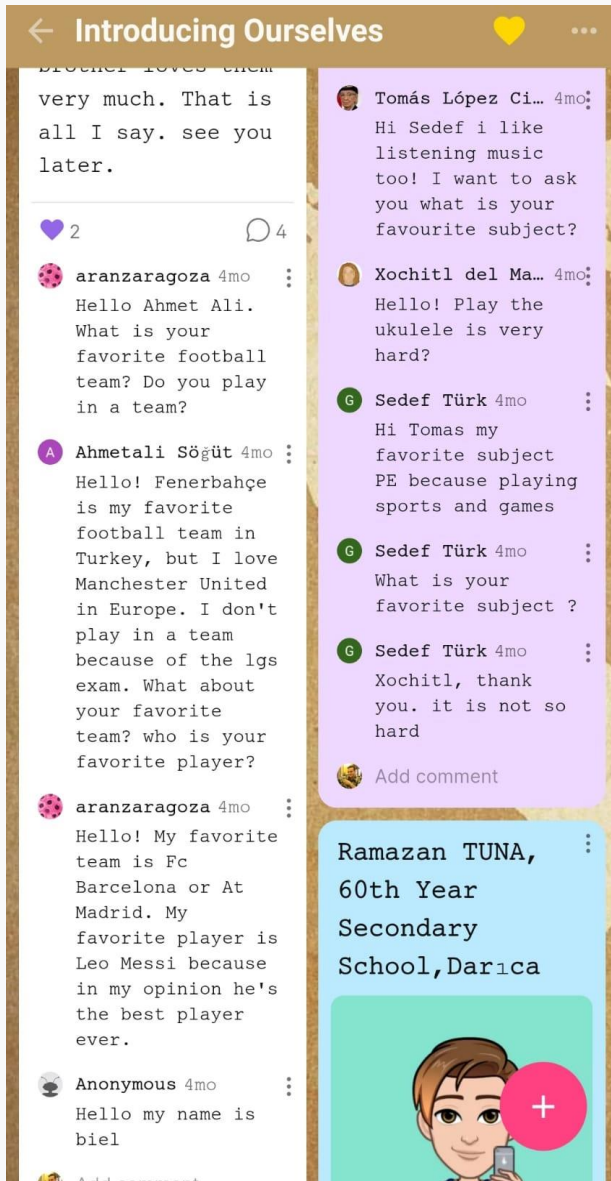 Introducing Ourselves
brother loves them
very much. That is
all I say. see you
later.
2
4
aranzaragoza 4mo
Hello Ahmet Ali.
What is your
favorite football
team? Do you play
in a team?
A
Ahmetali Söğüt 4mo
Hello! Fenerbahçe
is my favorite
football team in
Turkey, but I love
Manchester United
in Europe. I don't
play in a team
because of the lgs
exam. What about
your favorite
team? who is your
favorite player?
aranzaragoza 4mo
Hello! My favorite
team is Fc
Barcelona or At
Madrid. My
favorite player is
Leo Messi because
in my opinion he's
the best player
ever.
Anonymous 4mo
Hello my name is
biel
Add comment
Tomás López Ci… 4mo
Hi Sedef i like
listening music
too! I want to ask
you what is your
favourite subject?
Xochitl del Ma… 4mo
Hello! Play the
ukulele is very
hard?
G
Sedef Türk 4mo
Hi Tomas my
favorite subject
PE because playing
sports and games
G
Sedef Türk 4mo
What is your
favorite subject ?
G
Sedef Türk 4mo
Xochitl, thank
you. it is not so
hard
Add comment
Ramazan TUNA,
60th Year
Secondary
School,Darıca